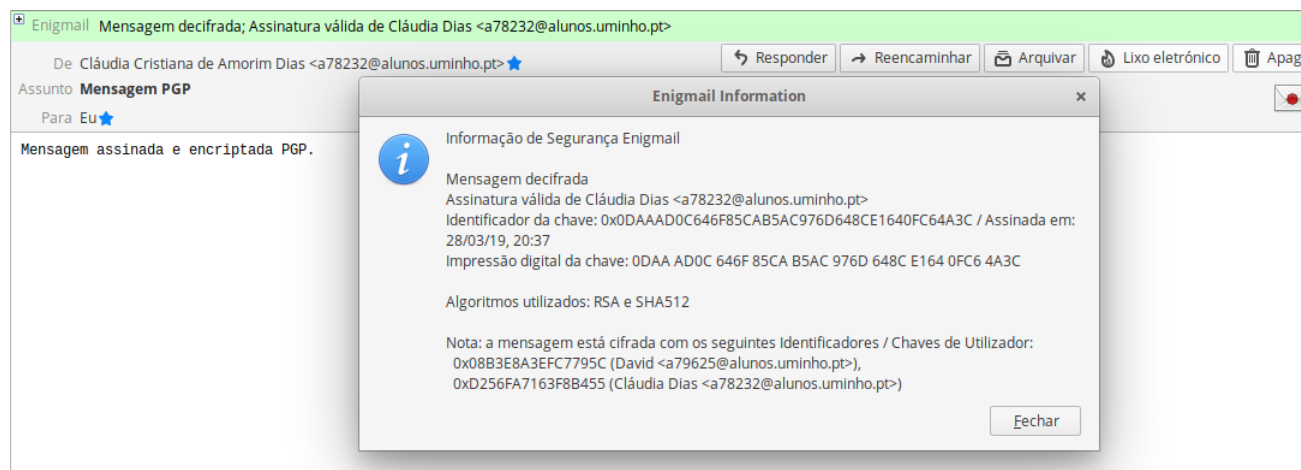 Enigmail Mensagem decifrada; Assinatura válida de Cláudia Dias <a78232@alunos.uminho.pt>
De Cláudia Cristiana de Amorim Dias <a78232@alunos.uminho.pt>
Responder Reencaminhar Arquivar Lixo eletrónico Apag
Assunto Mensagem PGP
Para Eu
Mensagem assinada e encriptada PGP.
Enigmail Information
Informação de Segurança Enigmail
Mensagem decifrada
Assinatura válida de Cláudia Dias <a78232@alunos.uminho.pt>
Identificador da chave: 0x0DAAAD0C646F85CAB5AC976D648CE1640FC64A3C / Assinada em:
28/03/19, 20:37
Impressão digital da chave: 0DAA AD0C 646F 85CA B5AC 976D 648C E164 0FC6 4A3C
Algoritmos utilizados: RSA e SHA512
Nota: a mensagem está cifrada com os seguintes Identificadores / Chaves de Utilizador:
0x08B3E8A3EFC7795C (David <a79625@alunos.uminho.pt>),
0xD256FA7163F8B455 (Cláudia Dias <a78232@alunos.uminho.pt>)
Fechar